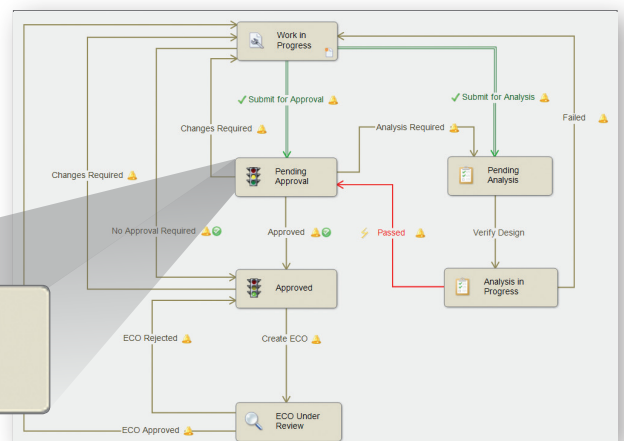 Work in
Progress
Submit for Approval
Submit for Analysis
Failed
Changes Required
Analysis Required
Changes Required
Pending
Approval
Pending
Analysis
No Approval Required
Approved
Passed
Verify Design
Approved
Analysis in
Progress
ECO Rejected
Create ECO
ECO Under
Review
ECO Approved